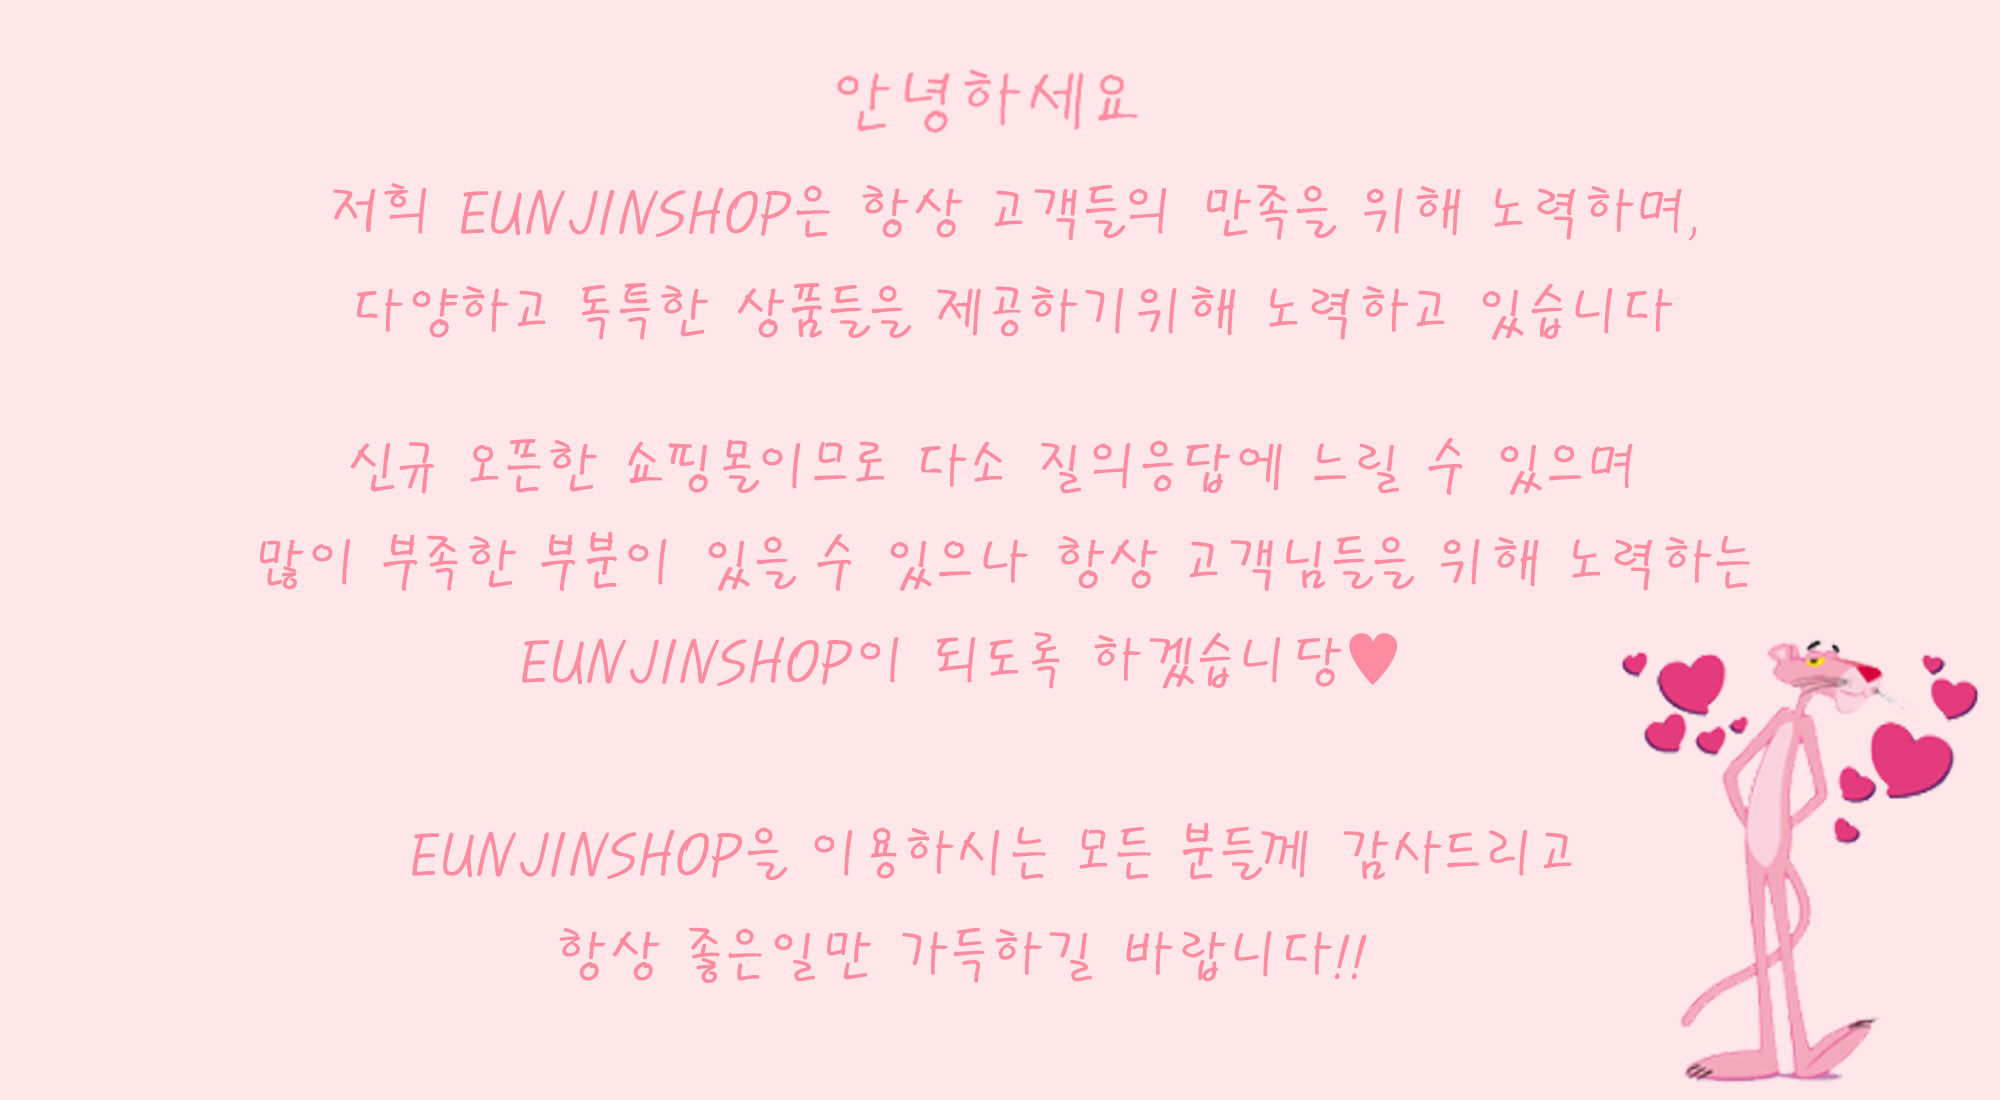 안녕하세요
저희 EUNJINSHOP은 항상 고객들의 만족을 위해 노력하며,
다양하고 독특한 상품들을 제공하기위해 노력하고 있습니다
신규 오픈한 쇼핑몰이므로 다소 질의응답에 느릴 수 있으며
많이 부족한 부분이 있을 수 있으나 항상 고객님들을 위해 노력하는
EUNJINSHOP이 되도록 하겠습니당♥
EUNJINSHOP을 이용하시는 모든 분들께 감사드리고
항상 좋은일만 가득하길 바랍니다!!